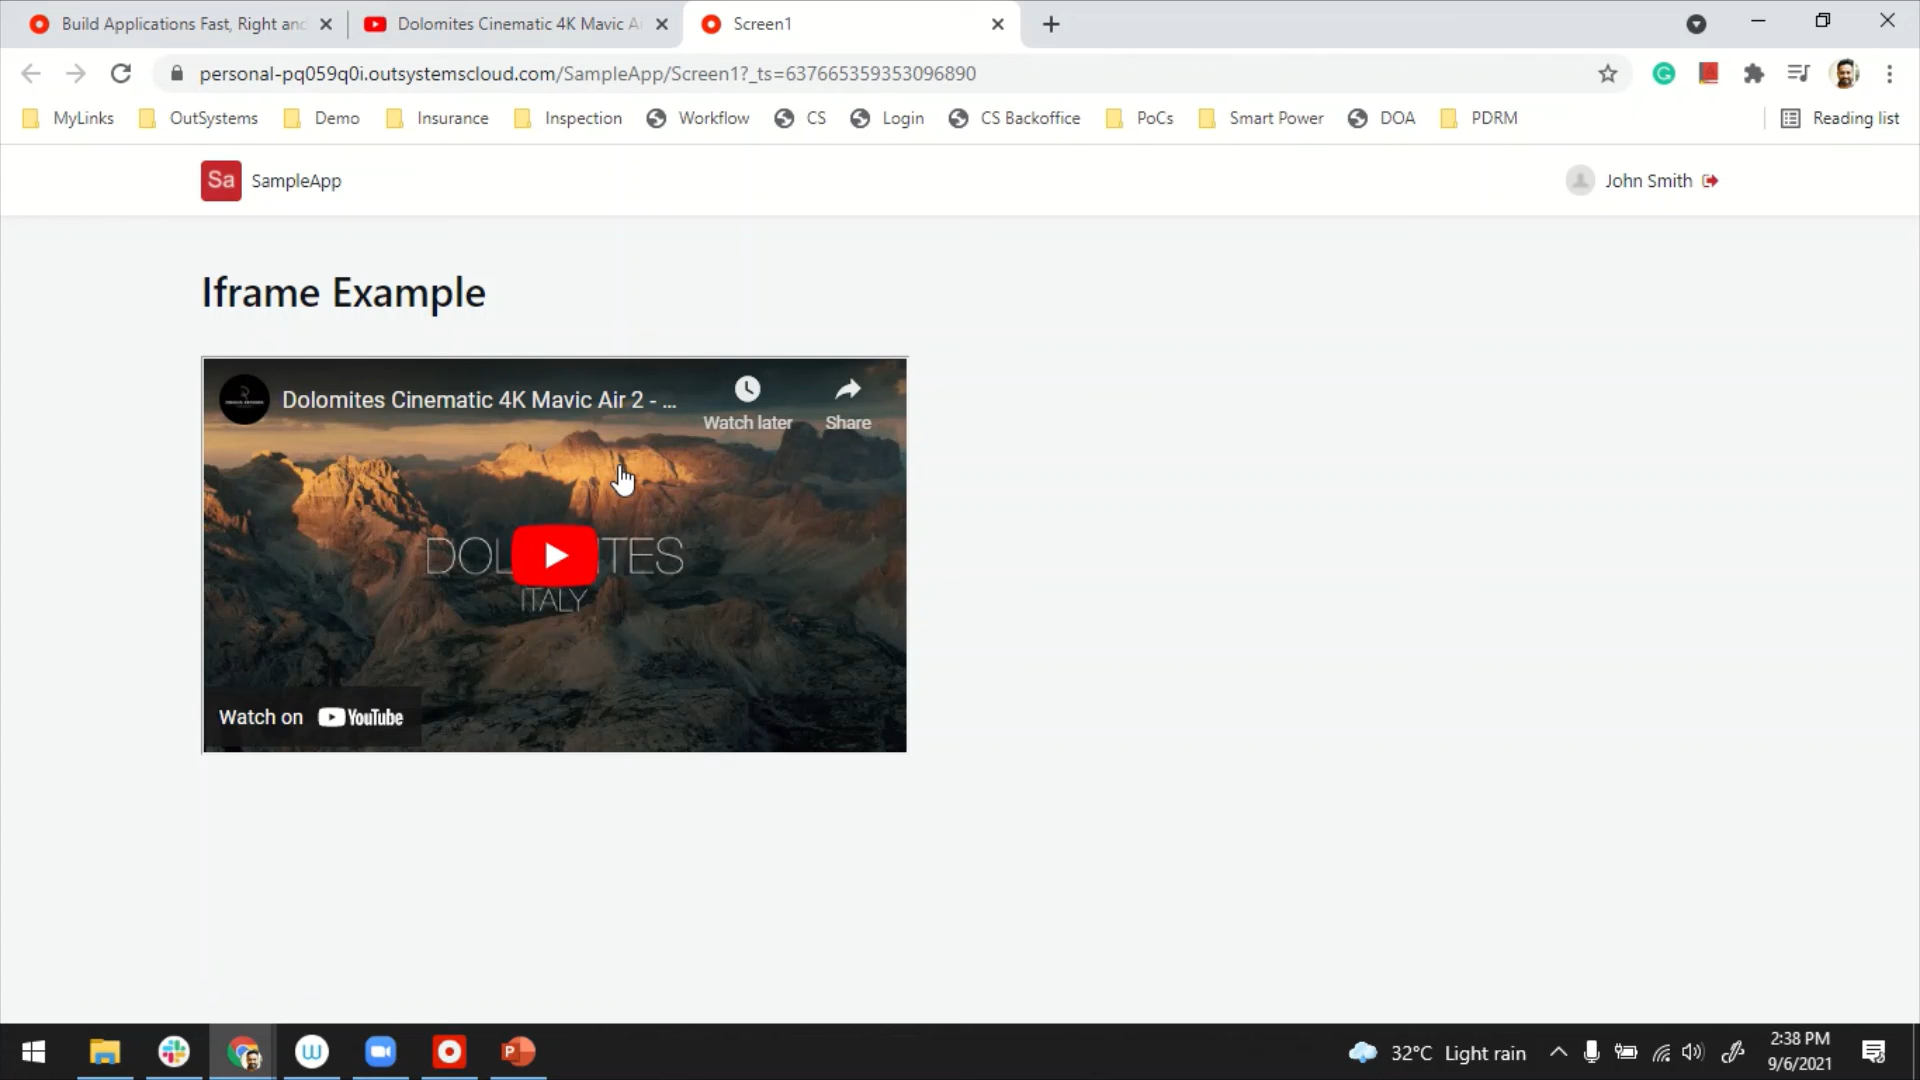 Build Applications Fast, Right and
Dolomites Cinematic 4K Mavic Ai
Screen1
personal-pq059q0i.outsystemscloud.com/SampleApp/Screen1?_ts=637665359353096890
MyLinks
OutSystems
Demo
Insurance
Inspection
Workflow
CS
Login
CS Backoffice
PoCs
Smart Power
DOA
PDRM
Reading list
Sa
SampleApp
John Smith
Iframe Example
Dolomites Cinematic 4K Mavic Air 2 - ...
Watch later
Share
DOL TES
ITALY
Watch on YouTube
32°C Light rain
2:38 PM
9/6/2021